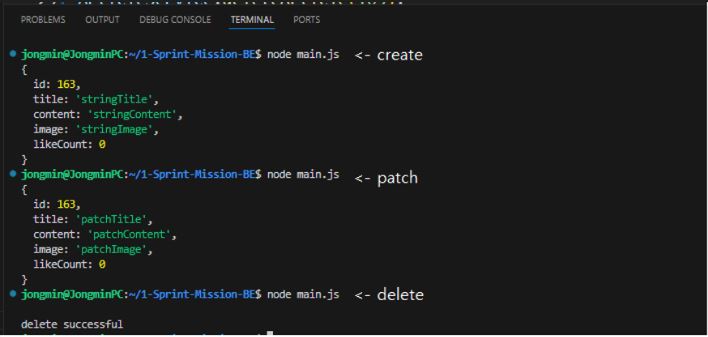 PROBLEMS OUTPUT DEBUG CONSOLE TERMINAL PORTS
jongmin@JongminPC:~/1-Sprint-Mission-BE$ node main.js <- create
{
id: 163,
title: 'stringTitle',
content: 'stringContent',
image: 'stringImage',
likeCount: 0
}
jongmin@JongminPC:~/1-Sprint-Mission-BE$ node main.js <- patch
{
id: 163,
title: 'patchTitle',
content: 'patchContent',
image: 'patchImage',
likeCount: 0
}
jongmin@JongminPC:~/1-Sprint-Mission-BE$ node main.js <- delete
delete successful